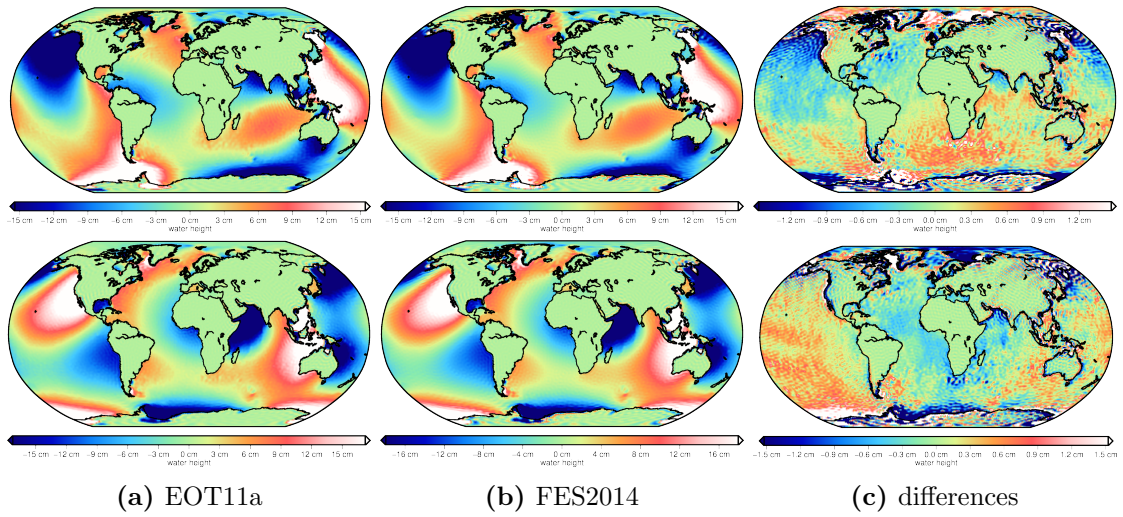 −15 cm −12 cm −9 cm −6 cm −3 cm 0 cm 3 cm 6 cm 9 cm 12 cm 15 cm
water height
−15 cm −12 cm −9 cm −6 cm −3 cm 0 cm 3 cm 6 cm 9 cm 12 cm 15 cm
water height
−1.2 cm −0.9 cm −0.6 cm −0.3 cm 0.0 cm 0.3 cm 0.6 cm 0.9 cm 1.2 cm
water height
−15 cm −12 cm −9 cm −6 cm −3 cm 0 cm 3 cm 6 cm 9 cm 12 cm 15 cm
water height
−16 cm −12 cm −8 cm −4 cm 0 cm 4 cm 8 cm 12 cm 16 cm
water height
−1.5 cm −1.2 cm −0.9 cm −0.6 cm −0.3 cm 0.0 cm 0.3 cm 0.6 cm 0.9 cm 1.2 cm 1.5 cm
water height
(a) EOT11a
(b) FES2014
(c) differences